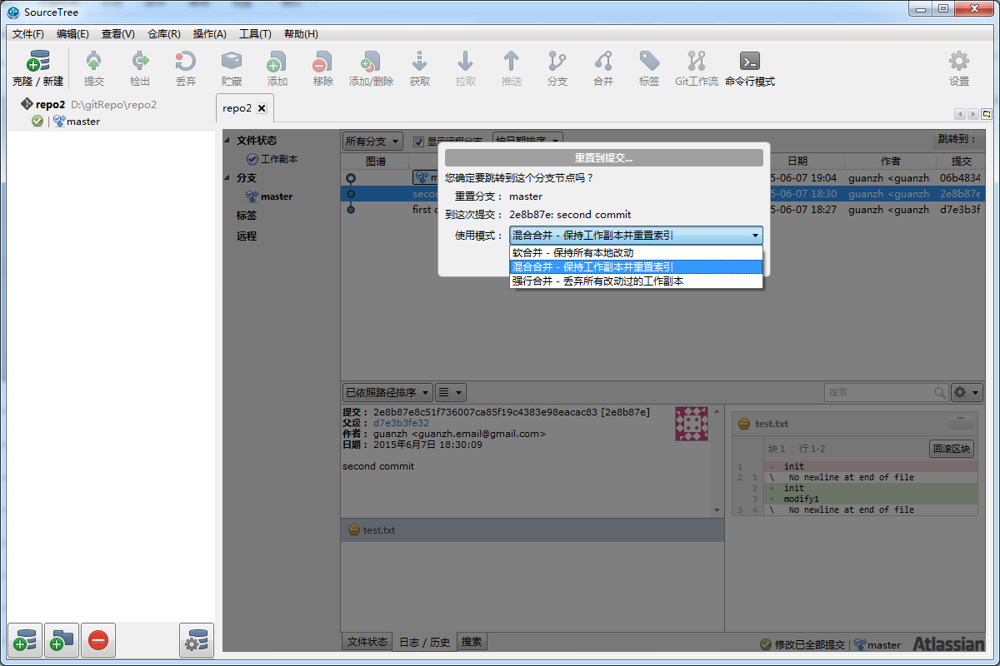 SourceTree
文件(F) 编辑(E) 查看(V) 仓库(R) 操作(A) 工具(T) 帮助(H)
克隆 / 新建 提交 检出 丢弃 贮藏 添加 移除 添加/删除 获取 拉取 推送 分支 合并 标签 Git工作流 命令行模式 设置
repo2 D:\gitRepo\repo2
master
repo2
文件状态
工作副本
分支
master
标签
远程
所有分支 显示远程分支 按日期排序 跳转到：
图谱 日期 作者 提交
5-06-07 19:04 guanzh <guanzh 06b4834
secon 5-06-07 18:30 guanzh <guanzh 2e8b87e
first c 5-06-07 18:27 guanzh <guanzh d7e3b3f
重置到提交...
您确定要跳转到这个分支节点吗？
重置分支： master
到这次提交： 2e8b87e: second commit
使用模式： 混合合并 - 保持工作副本并重置索引
软合并 - 保持所有本地改动
混合合并 - 保持工作副本并重置索引
强行合并 - 丢弃所有改动过的工作副本
已依照路径排序 搜索
提交： 2e8b87e8c51f736007ca85f19c4383e98eacac83 [2e8b87e]
父级： d7e3b3fe32
作者： guanzh <guanzh.email@gmail.com>
日期： 2015年6月7日 18:30:09
second commit
test.txt
test.txt
...
块 1 ： 行 1-2 回滚区块
1 - init
2 1 \ No newline at end of file
2 + init
3 + modify1
3 4 \ No newline at end of file
文件状态 日志 / 历史 搜索
修改已全部提交 master Atlassian